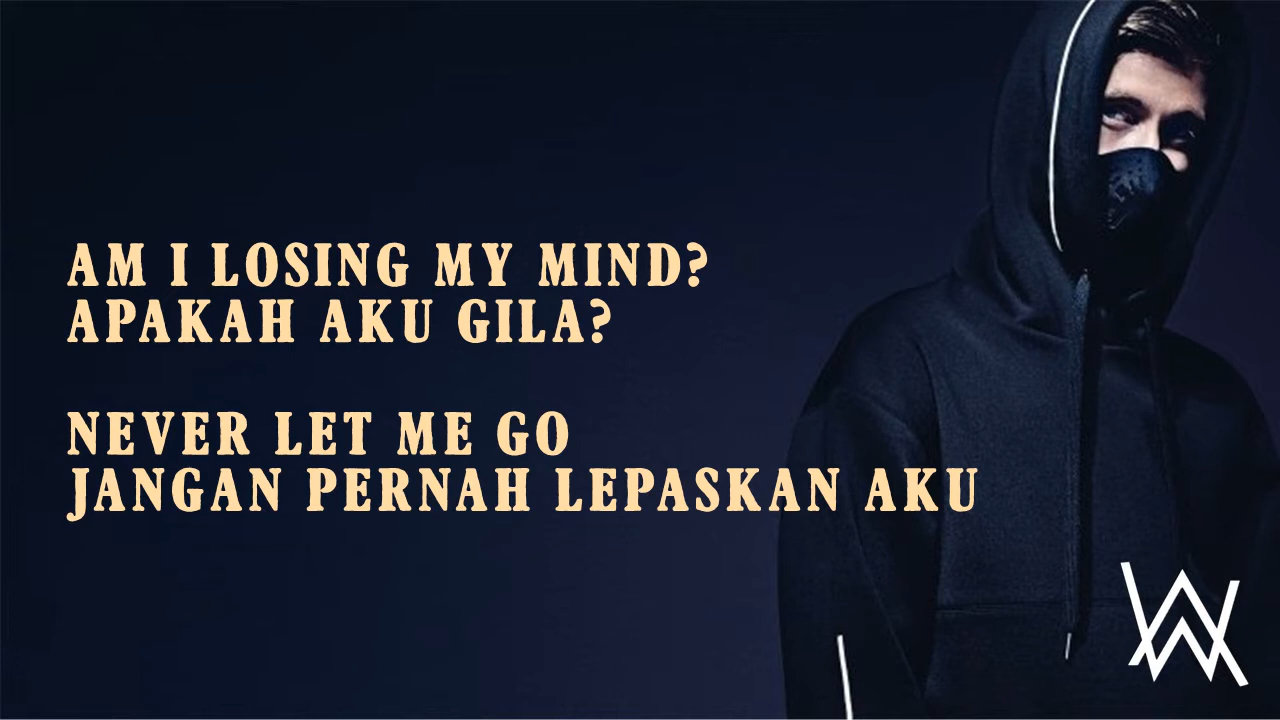 AM I LOSING MY MIND?
APAKAH AKU GILA?
NEVER LET ME GO
JANGAN PERNAH LEPASKAN AKU